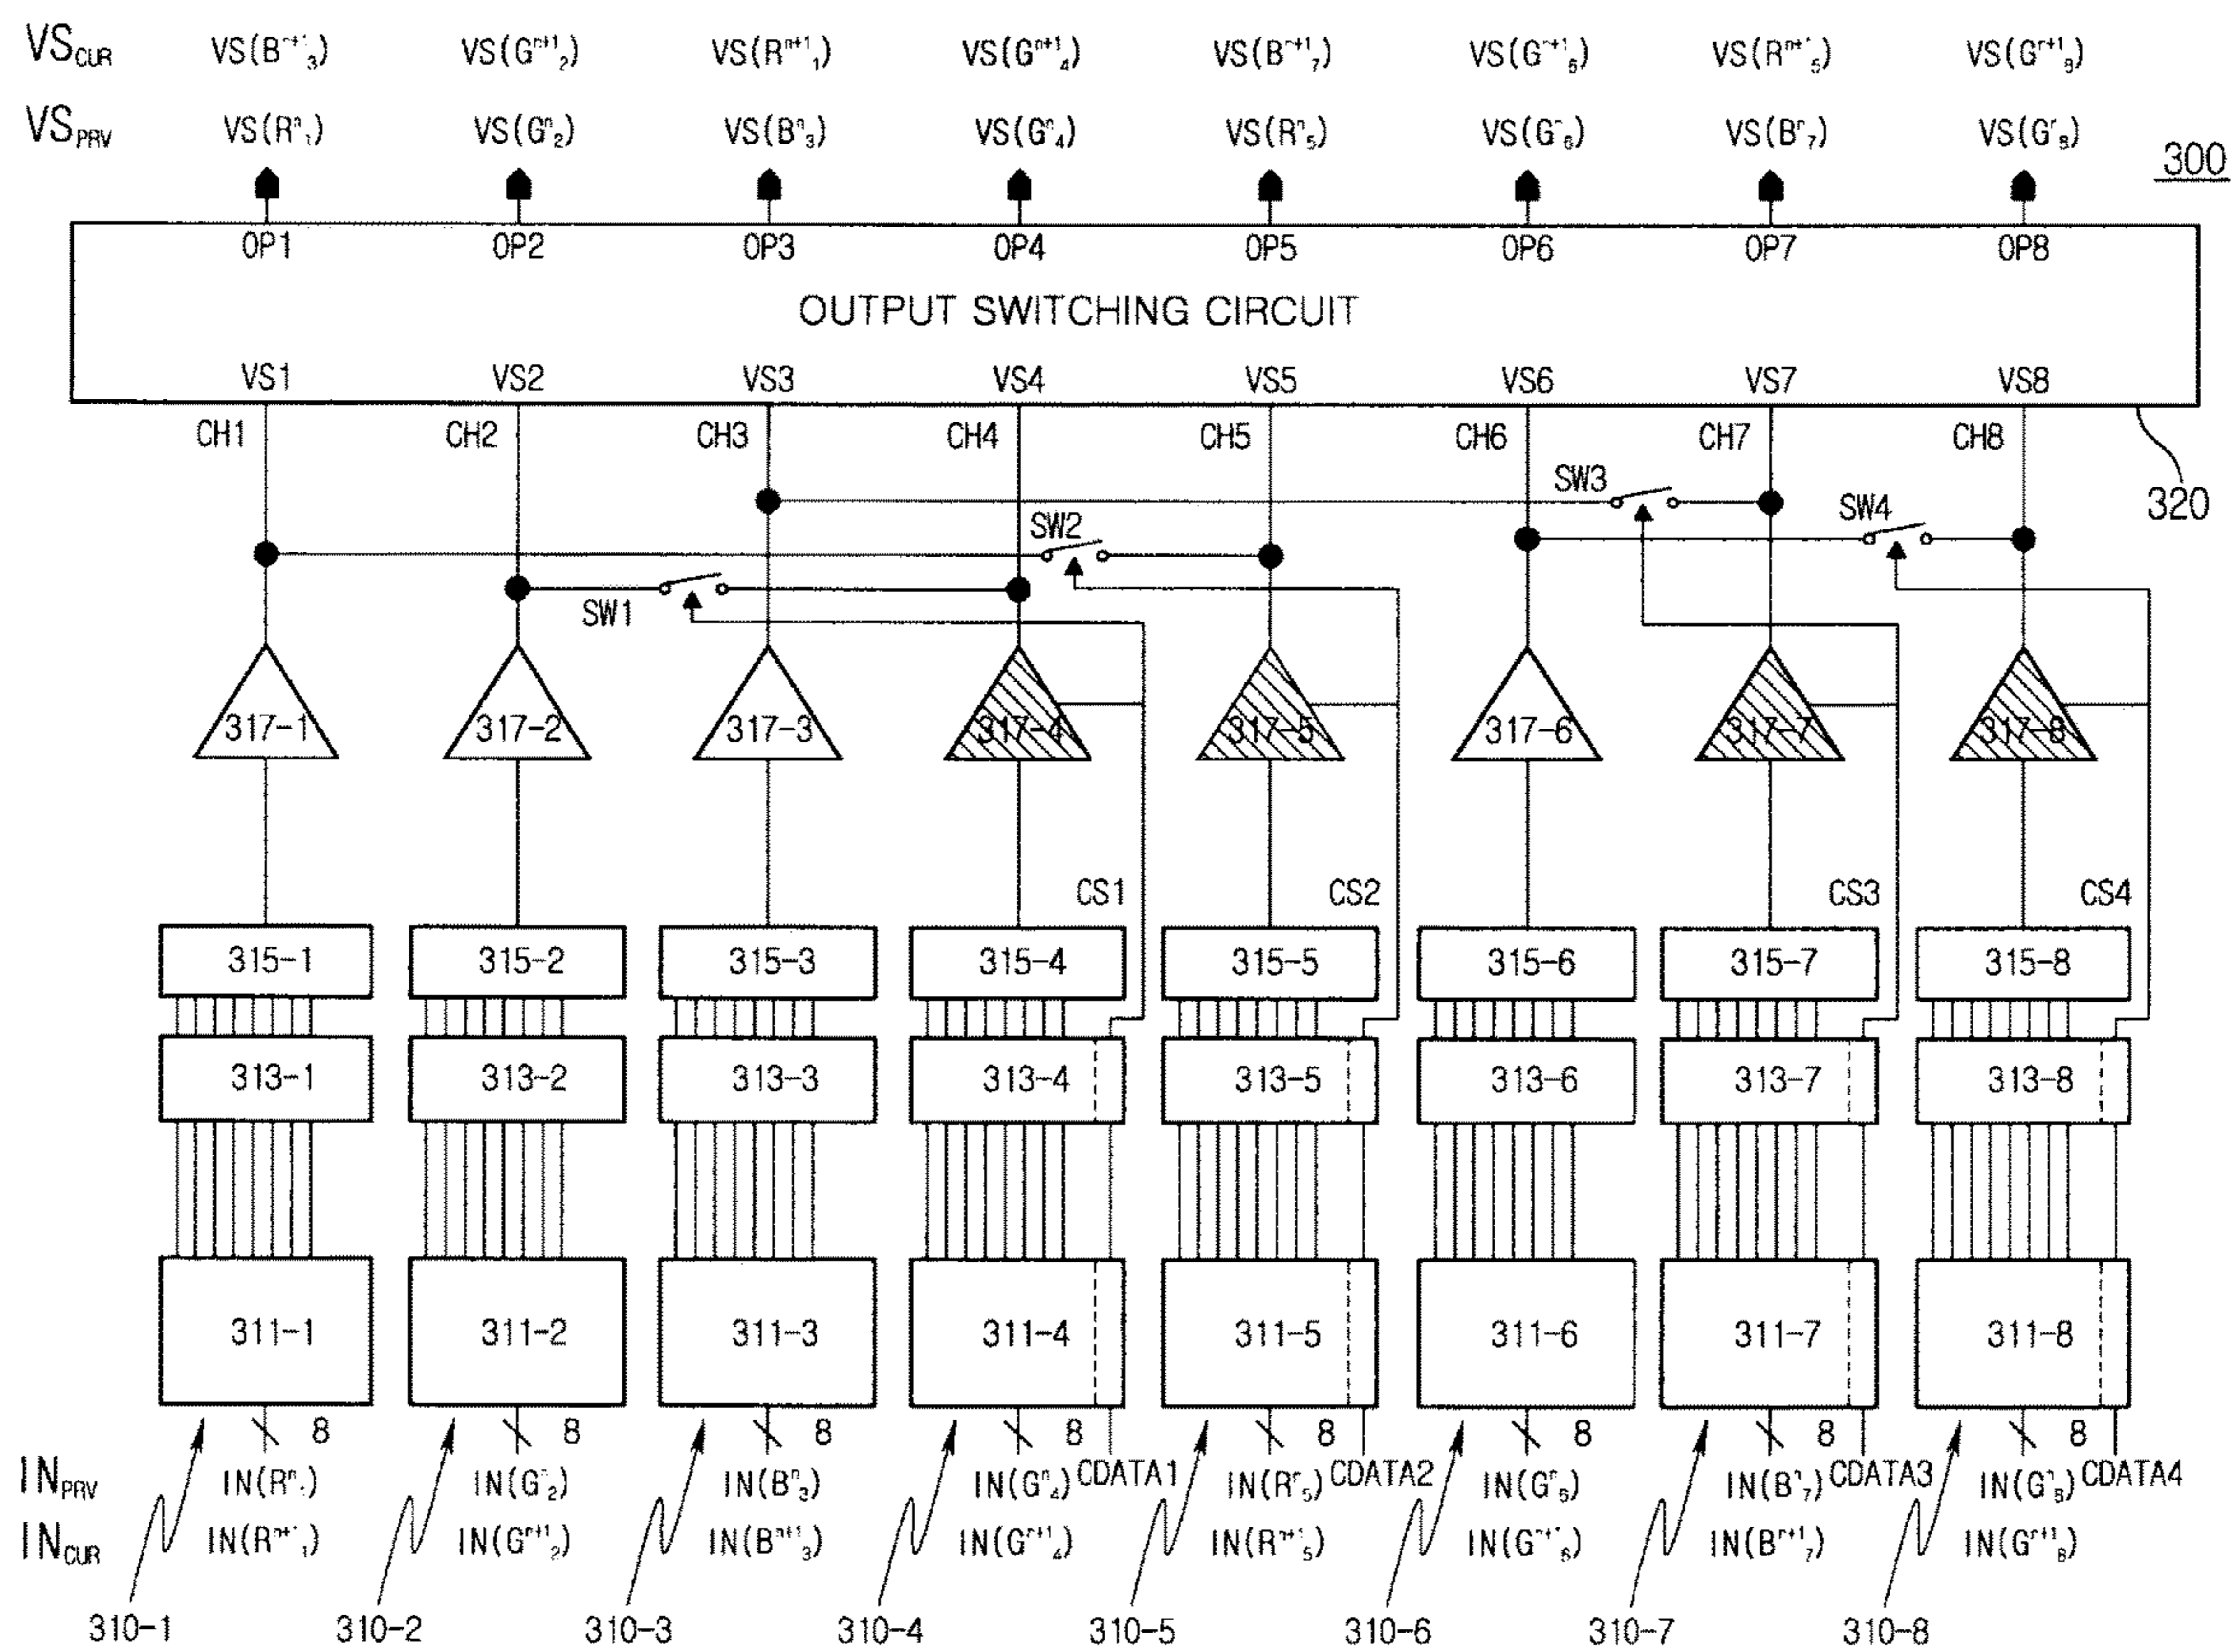 VS_CUR VS(B^n+1_3) VS(G^n+1_2) VS(R^n+1_1) VS(G^n+1_4) VS(B^n+1_7) VS(G^n+1_6) VS(R^n+1_5) VS(G^n+1_8)
VS_PRV VS(R^n_1) VS(G^n_2) VS(B^n_3) VS(G^n_4) VS(R^n_5) VS(G^n_6) VS(B^n_7) VS(G^n_8)
300
OP1 OP2 OP3 OP4 OP5 OP6 OP7 OP8
OUTPUT SWITCHING CIRCUIT
VS1 VS2 VS3 VS4 VS5 VS6 VS7 VS8
CH1 CH2 CH3 CH4 CH5 CH6 CH7 CH8
SW3
SW4 320
SW2
SW1
317-1 317-2 317-3 317-4 317-5 317-6 317-7 317-8
CS1 CS2 CS3 CS4
315-1 315-2 315-3 315-4 315-5 315-6 315-7 315-8
313-1 313-2 313-3 313-4 313-5 313-6 313-7 313-8
311-1 311-2 311-3 311-4 311-5 311-6 311-7 311-8
8 8 8 8 8 8 8 8
IN_PRV IN(R^n_1) IN(G^n_2) IN(B^n_3) IN(G^n_4) CDATA1 IN(R^n_5) CDATA2 IN(G^n_6) IN(B^n_7) CDATA3 IN(G^n_8) CDATA4
IN_CUR IN(R^n+1_1) IN(G^n+1_2) IN(B^n+1_3) IN(G^n+1_4) IN(R^n+1_5) IN(G^n+1_6) IN(B^n+1_7) IN(G^n+1_8)
310-1 310-2 310-3 310-4 310-5 310-6 310-7 310-8